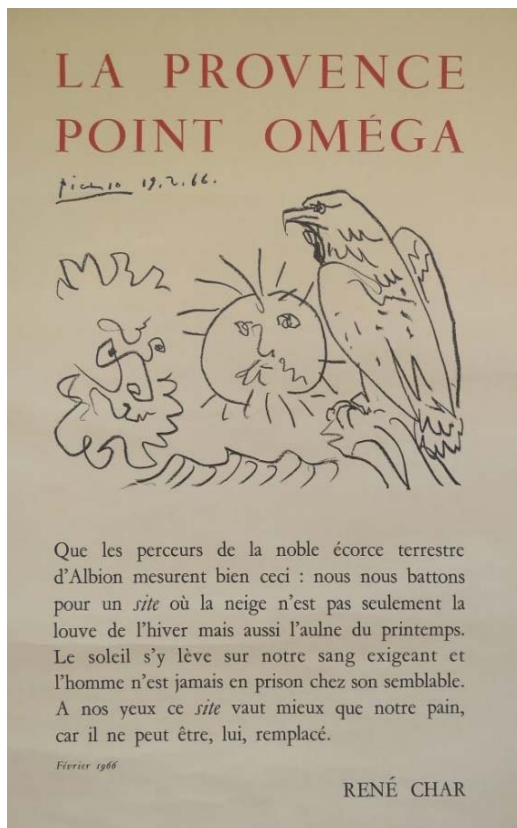 LA PROVENCE
POINT OMÉGA
Picasso 19.2.66.
Que les perceurs de la noble écorce terrestre
d'Albion mesurent bien ceci : nous nous battons
pour un site où la neige n'est pas seulement la
louve de l'hiver mais aussi l'aulne du printemps.
Le soleil s'y lève sur notre sang exigeant et
l'homme n'est jamais en prison chez son semblable.
A nos yeux ce site vaut mieux que notre pain,
car il ne peut être, lui, remplacé.
Février 1966
RENÉ CHAR